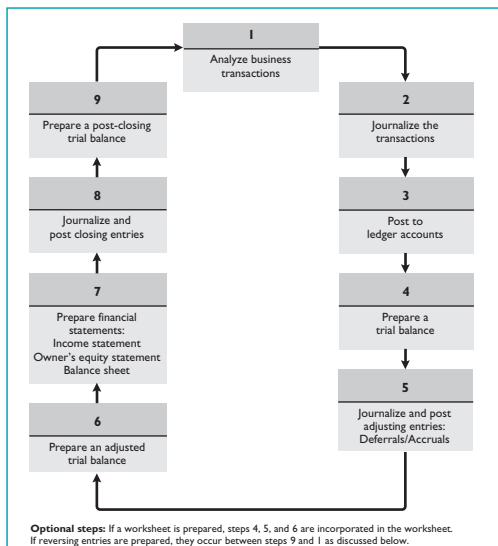 1
Analyze business
transactions
2
Journalize the
transactions
3
Post to
ledger accounts
4
Prepare a
trial balance
5
Journalize and post
adjusting entries:
Deferrals/Accruals
6
Prepare an adjusted
trial balance
7
Prepare financial
statements:
Income statement
Owner's equity statement
Balance sheet
8
Journalize and
post closing entries
9
Prepare a post-closing
trial balance
Optional steps: If a worksheet is prepared, steps 4, 5, and 6 are incorporated in the worksheet.
If reversing entries are prepared, they occur between steps 9 and 1 as discussed below.